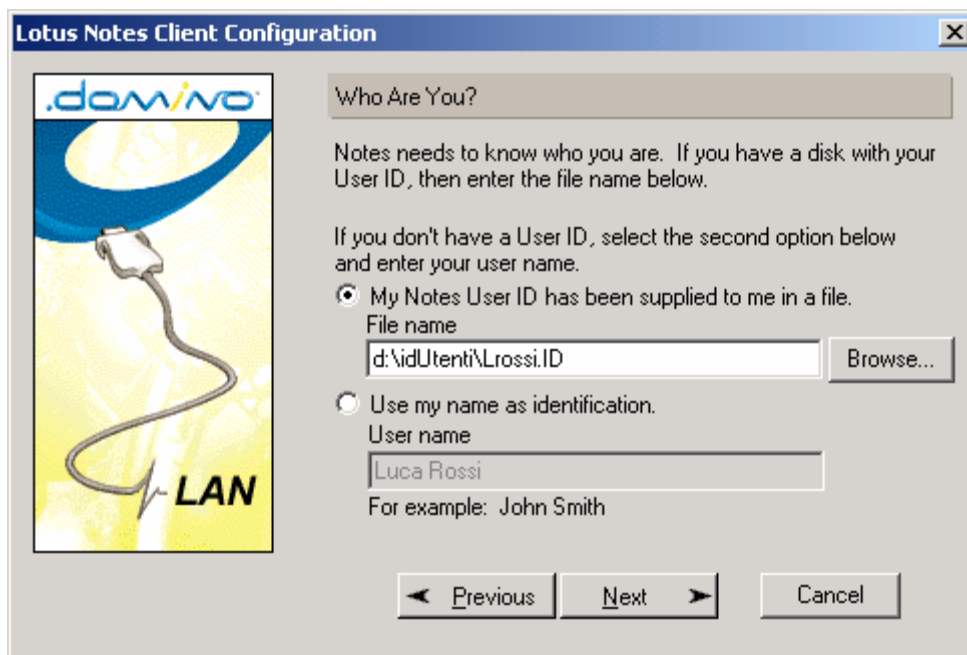 Lotus Notes Client Configuration
.domino
Who Are You?
Notes needs to know who you are. If you have a disk with your
User ID, then enter the file name below.
If you don't have a User ID, select the second option below
and enter your user name.
My Notes User ID has been supplied to me in a file.
File name
d:\idUtenti\Lrossi.ID
Browse...
Use my name as identification.
User name
Luca Rossi
For example: John Smith
LAN
Previous
Next
Cancel